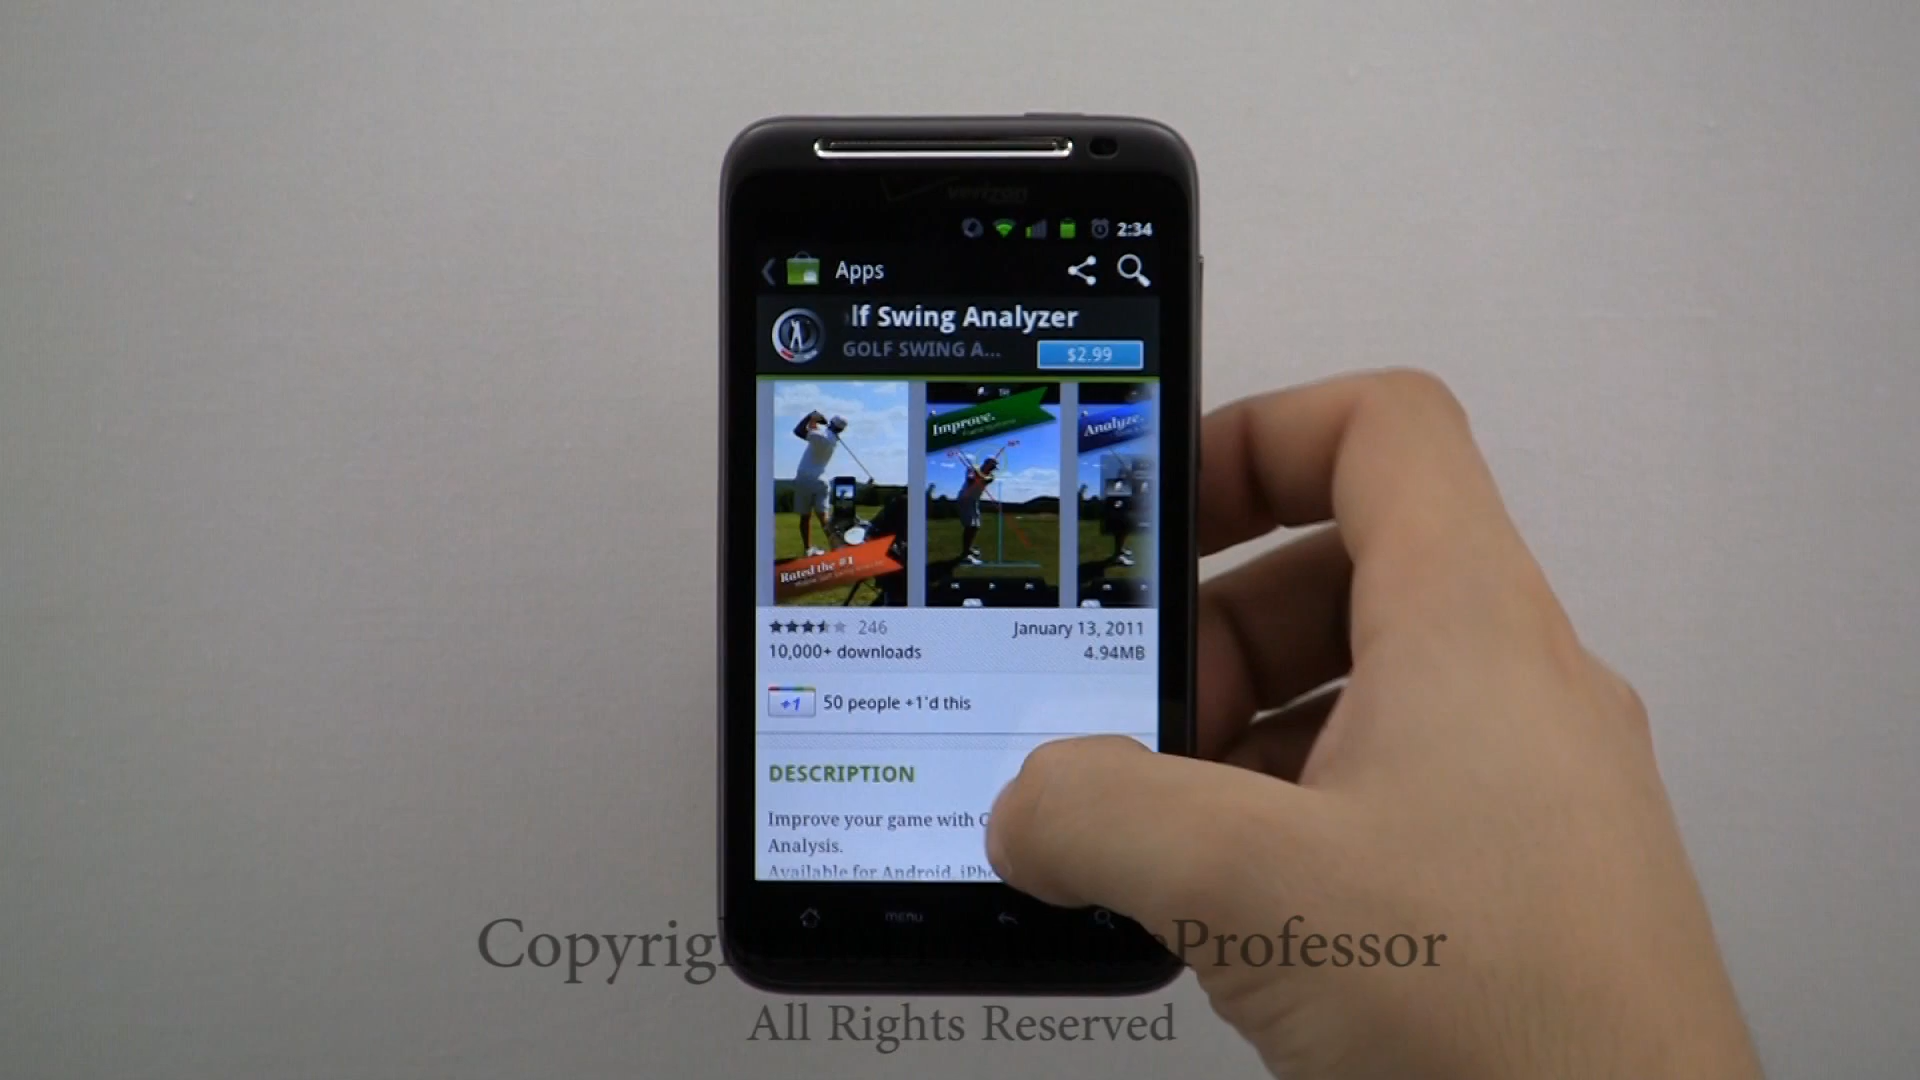 verizon
2:34
Apps
lf Swing Analyzer
GOLF SWING A...
$2.99
Improve.
Analyze.
Rated the #1
246
January 13, 2011
10,000+ downloads
4.94MB
+1
50 people +1'd this
DESCRIPTION
Improve your game with
Analysis.
Available for Android, iPho
menu
Professor
All Rights Reserved